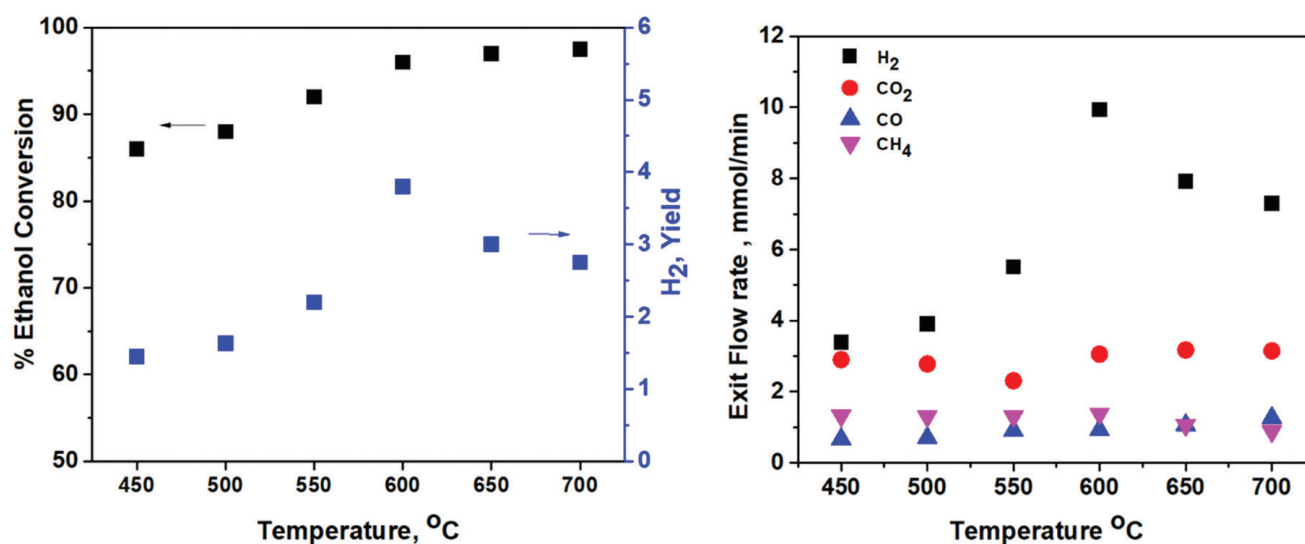 % Ethanol Conversion
100
90
80
70
60
50
450 500 550 600 650 700
Temperature, ºC
6
5
4
3
2
1
0
H2, Yield
Exit Flow rate , mmol/min
12
10
8
6
4
2
0
H2
CO2
CO
CH4
450 500 550 600 650 700
Temperature ºC